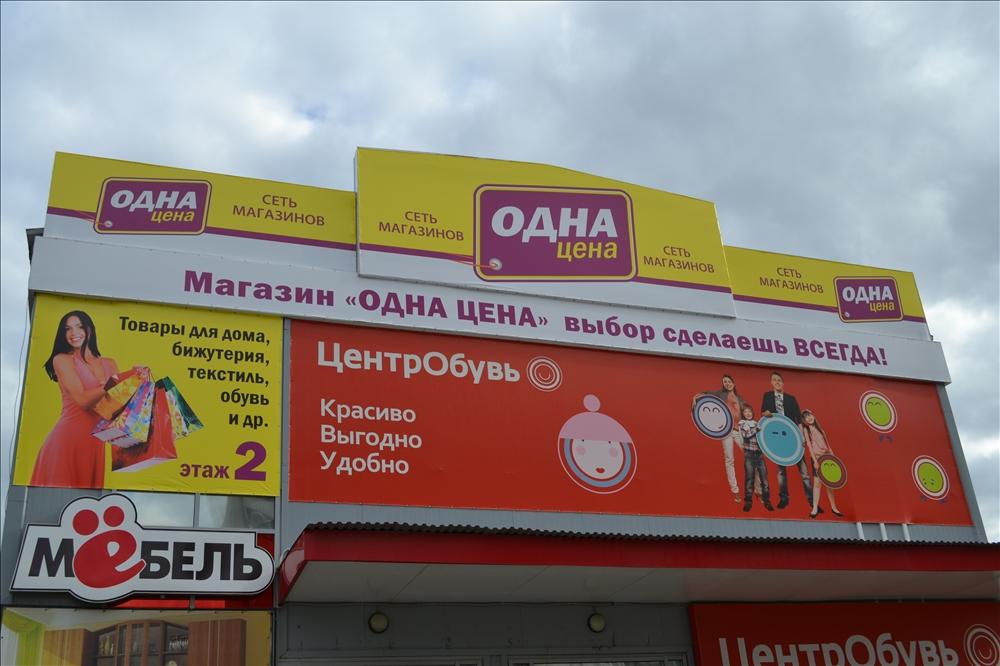 ОДНА
цена
СЕТЬ
МАГАЗИНОВ
СЕТЬ
МАГАЗИНОВ
ОДНА
цена
СЕТЬ
МАГАЗИНОВ
СЕТЬ
МАГАЗИНОВ
ОДНА
цена
Магазин «ОДНА ЦЕНА» выбор сделаешь ВСЕГДА!
Товары для дома,
бижутерия,
текстиль,
обувь
и др.
этаж 2
ЦентрОбувь
Красиво
Выгодно
Удобно
МёБЕЛЬ
ЦентрОбувь